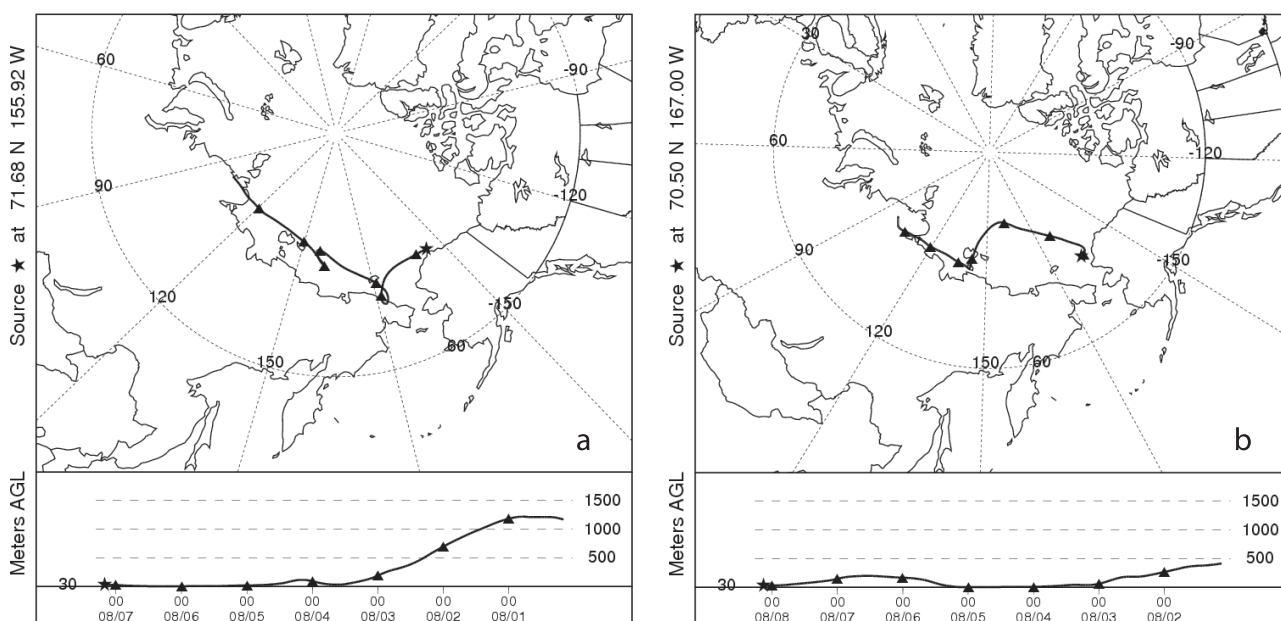 Source ★ at 71.68 N 155.92 W
60
-90
90
-120
120
-150
150
60
a
Meters AGL
1500
1000
500
30
00 00 00 00 00 00 00
08/07 08/06 08/05 08/04 08/03 08/02 08/01
Source ★ at 70.50 N 167.00 W
30
-90
60
-120
90
-150
120
150
60
b
Meters AGL
1500
1000
500
30
00 00 00 00 00 00 00
08/08 08/07 08/06 08/05 08/04 08/03 08/02